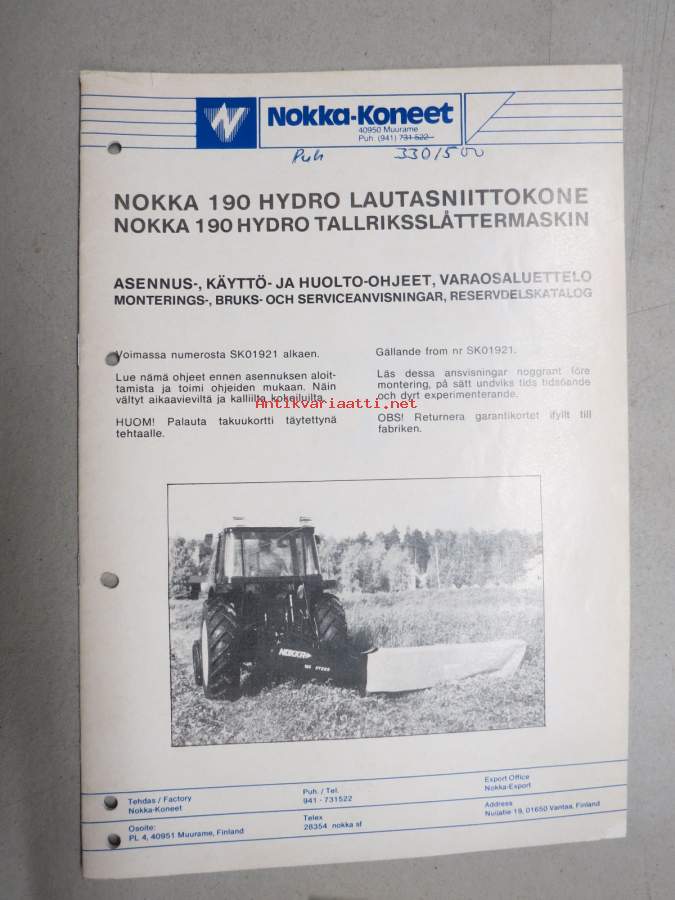 Nokka-Koneet
40950 Muurame
Puh. (941) 731 522
Puh 330/500
NOKKA 190 HYDRO LAUTASNIITTOKONE
NOKKA 190 HYDRO TALLRIKSSLÅTTERMASKIN
ASENNUS-, KÄYTTÖ- JA HUOLTO-OHJEET, VARAOSALUETTELO
MONTERINGS-, BRUKS- OCH SERVICEANVISNINGAR, RESERVDELSKATALOG
Voimassa numerosta SK01921 alkaen.
Lue nämä ohjeet ennen asennuksen aloit-
tamista ja toimi ohjeiden mukaan. Näin
vältyt aikaavieviltä ja kalliilta kokeiluilta.
HUOM! Palauta takuukortti täytettynä
tehtaalle.
Gällande from nr SK01921.
Läs dessa ansvisningar noggrant före
montering, på sätt undviks tids tidsöande
och dyrt experimenterande.
OBS! Returnera garantikortet ifyllt till
fabriken.
Antikvariaatti.net
NOKKA
190 HYDRO
Tehdas / Factory
Nokka-Koneet
Osoite:
PL 4, 40951 Muurame, Finland
Puh. / Tel.
941 - 731522
Telex
28354 nokka sf
Export Office
Nokka-Export
Address
Nuijatie 19, 01650 Vantaa, Finland